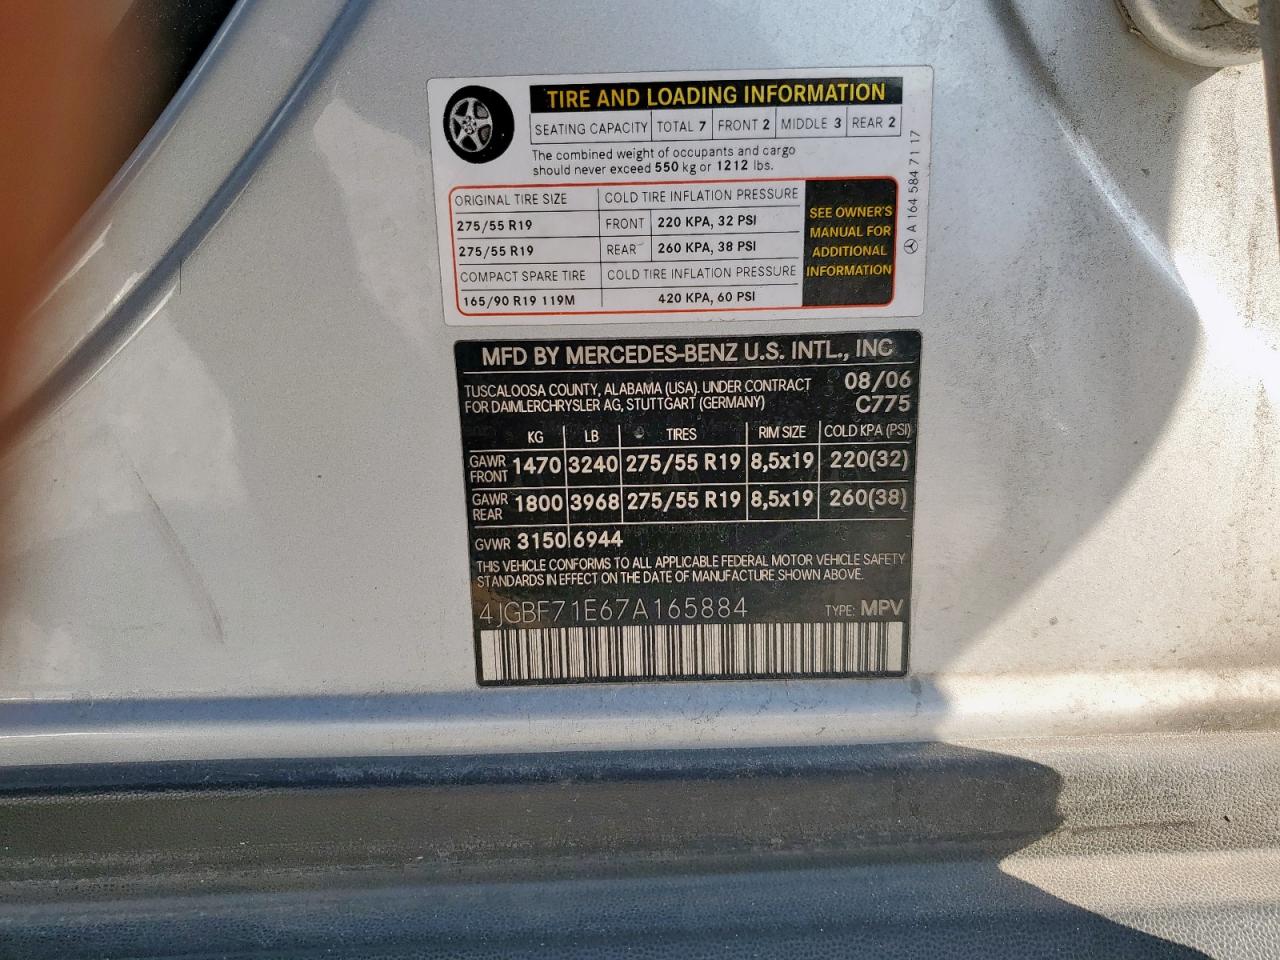 TIRE AND LOADING INFORMATION
SEATING CAPACITY TOTAL 7 FRONT 2 MIDDLE 3 REAR 2
The combined weight of occupants and cargo
should never exceed 550 kg or 1212 lbs.
ORIGINAL TIRE SIZE COLD TIRE INFLATION PRESSURE
275/55 R19 FRONT 220 KPA, 32 PSI
275/55 R19 REAR 260 KPA, 38 PSI
COMPACT SPARE TIRE COLD TIRE INFLATION PRESSURE
165/90 R19 119M 420 KPA, 60 PSI
SEE OWNER'S
MANUAL FOR
ADDITIONAL
INFORMATION
A 164 584 71 17
MFD BY MERCEDES-BENZ U.S. INTL., INC
TUSCALOOSA COUNTY, ALABAMA (USA). UNDER CONTRACT 08/06
FOR DAIMLERCHRYSLER AG, STUTTGART (GERMANY) C775
KG LB TIRES RIM SIZE COLD KPA (PSI)
GAWR FRONT 1470 3240 275/55 R19 8,5x19 220(32)
GAWR REAR 1800 3968 275/55 R19 8,5x19 260(38)
GVWR 3150 6944
THIS VEHICLE CONFORMS TO ALL APPLICABLE FEDERAL MOTOR VEHICLE SAFETY
STANDARDS IN EFFECT ON THE DATE OF MANUFACTURE SHOWN ABOVE.
4JGBF71E67A165884 TYPE: MPV